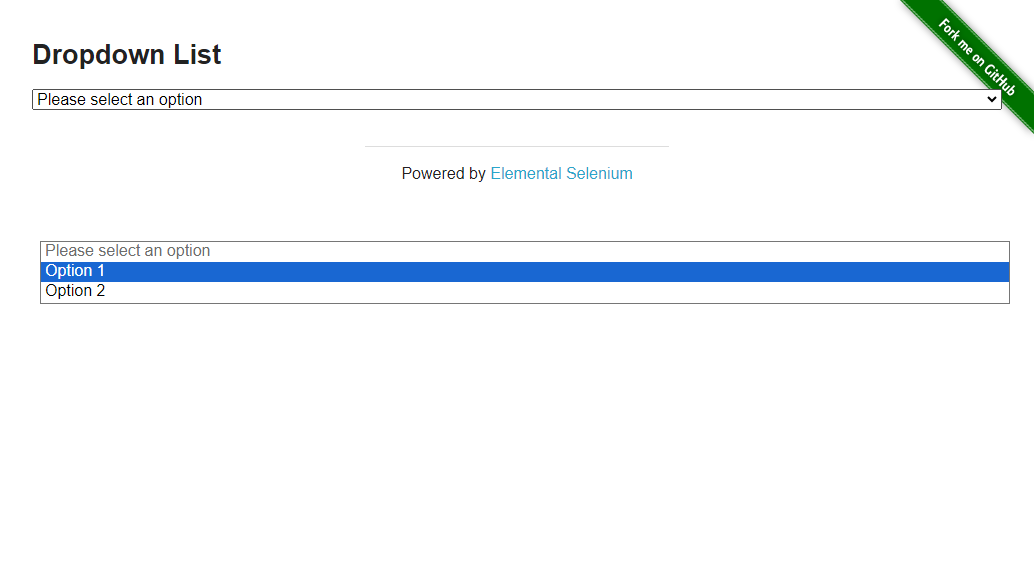 Fork me on GitHub
Dropdown List
Please select an option
Powered by Elemental Selenium
Please select an option
Option 1
Option 2